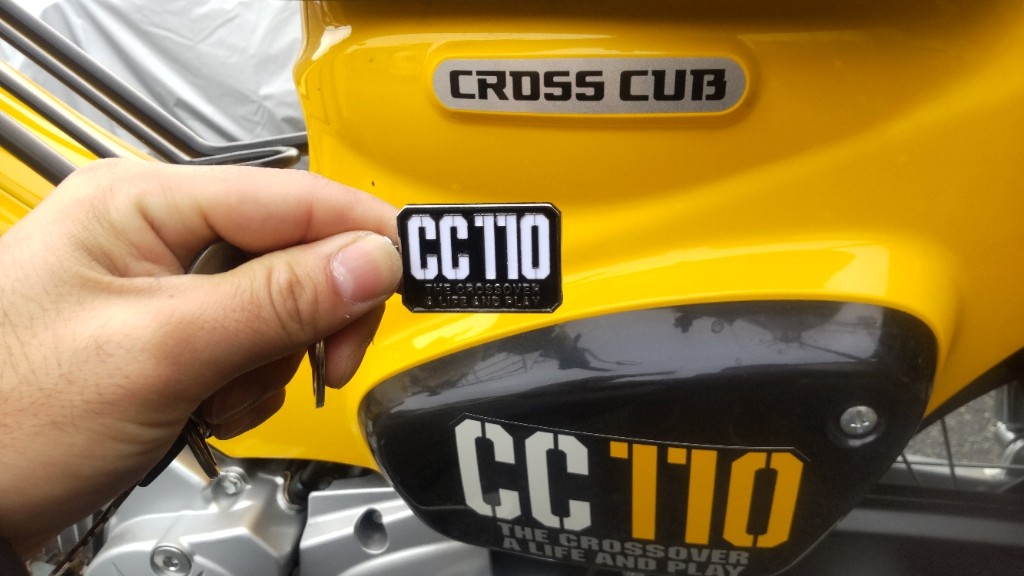 CROSS CUB
CC110
THE CROSSOVER
A LIFE AND PLAY
CC110
THE CROSSOVER
A LIFE AND PLAY